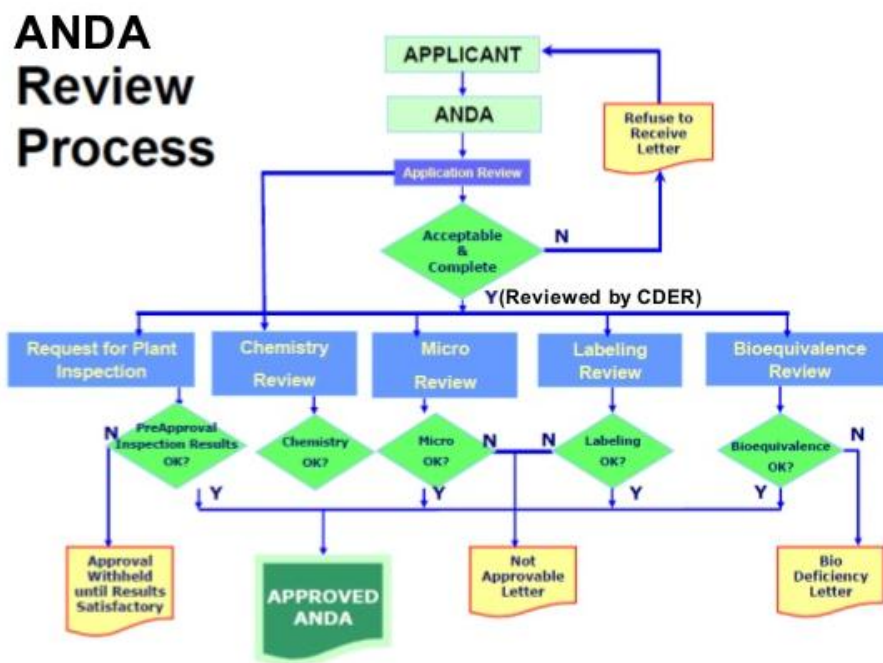 ANDA
Review
Process
APPLICANT
ANDA
Refuse to
Receive
Letter
Application Review
Acceptable
&
Complete
N
Y(Reviewed by CDER)
Request for Plant
Inspection
Chemistry
Review
Micro
Review
Labeling
Review
Bioequivalence
Review
N
PreApproval
Inspection Results
OK?
Y
Chemistry
OK?
Micro
OK?
N
Y
N
Labeling
OK?
Y
Bioequivalence
OK?
N
Y
Approval
Withheld
until Results
Satisfactory
APPROVED
ANDA
Not
Approvable
Letter
Bio
Deficiency
Letter